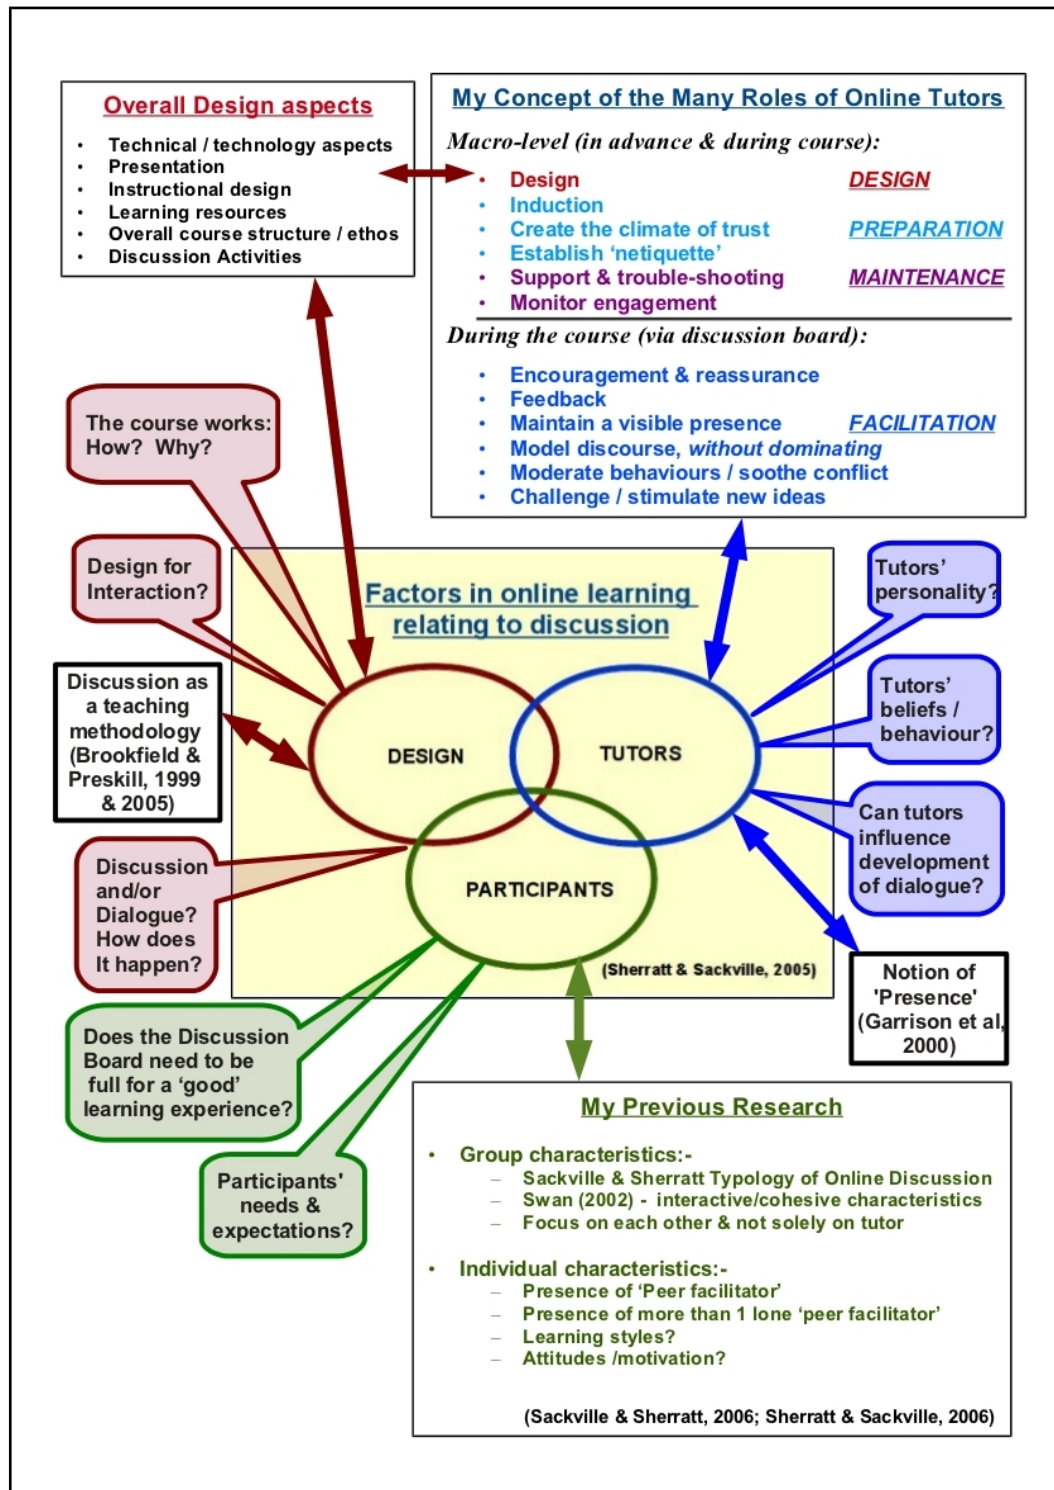 Overall Design aspects
• Technical / technology aspects
• Presentation
• Instructional design
• Learning resources
• Overall course structure / ethos
• Discussion Activities
My Concept of the Many Roles of Online Tutors
Macro-level (in advance & during course):
• Design DESIGN
• Induction
• Create the climate of trust PREPARATION
• Establish ‘netiquette’
• Support & trouble-shooting MAINTENANCE
• Monitor engagement
During the course (via discussion board):
• Encouragement & reassurance
• Feedback
• Maintain a visible presence FACILITATION
• Model discourse, without dominating
• Moderate behaviours / soothe conflict
• Challenge / stimulate new ideas
The course works:
How? Why?
Design for
Interaction?
Discussion as
a teaching
methodology
(Brookfield &
Preskill, 1999
& 2005)
Discussion
and/or
Dialogue?
How does
It happen?
Factors in online learning
relating to discussion
DESIGN
TUTORS
PARTICIPANTS
(Sherratt & Sackville, 2005)
Tutors’
personality?
Tutors’
beliefs /
behaviour?
Can tutors
influence
development
of dialogue?
Notion of
'Presence'
(Garrison et al,
2000)
Does the Discussion
Board need to be
full for a ‘good’
learning experience?
Participants'
needs &
expectations?
My Previous Research
• Group characteristics:-
– Sackville & Sherratt Typology of Online Discussion
– Swan (2002) - interactive/cohesive characteristics
– Focus on each other & not solely on tutor
• Individual characteristics:-
– Presence of ‘Peer facilitator’
– Presence of more than 1 lone ‘peer facilitator’
– Learning styles?
– Attitudes /motivation?
(Sackville & Sherratt, 2006; Sherratt & Sackville, 2006)